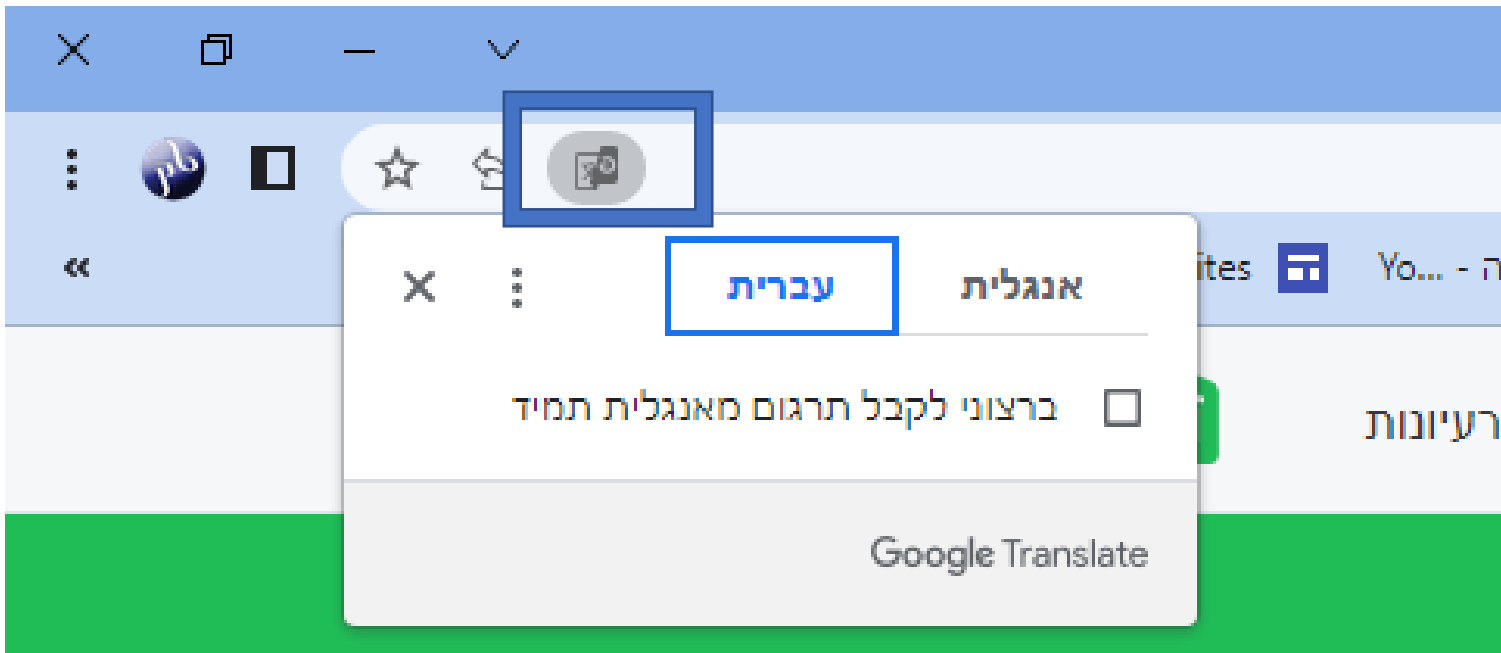 ites
Yo... - ה
אנגלית עברית
ברצוני לקבל תרגום מאנגלית תמיד
רעיונות
Google Translate